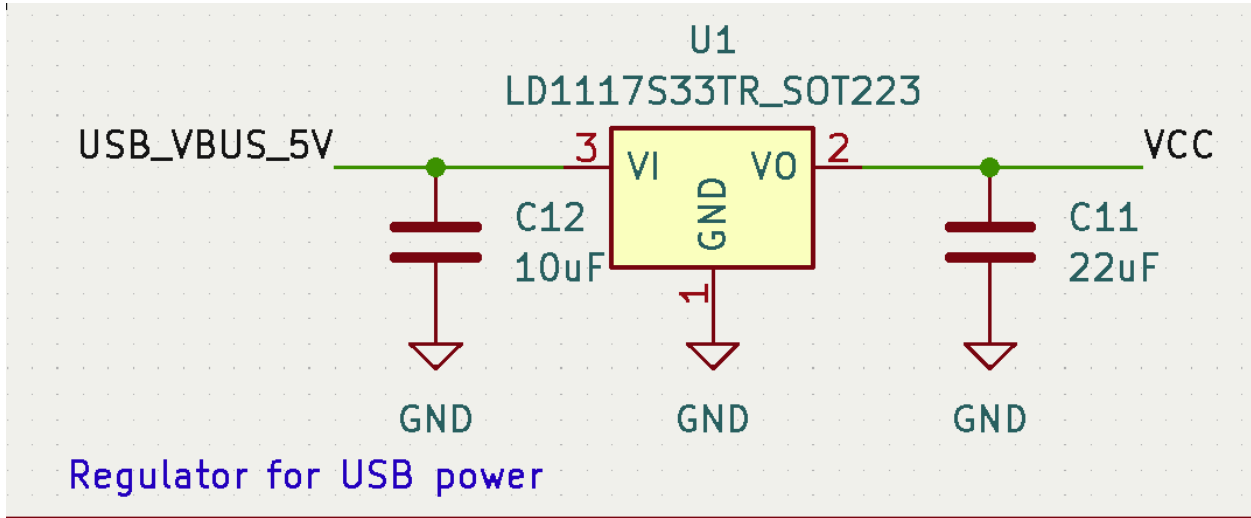 U1
LD1117S33TR_SOT223
USB_VBUS_5V
3
VI
VO
2
VCC
GND
C12
10uF
C11
22uF
1
GND
GND
GND
Regulator for USB power